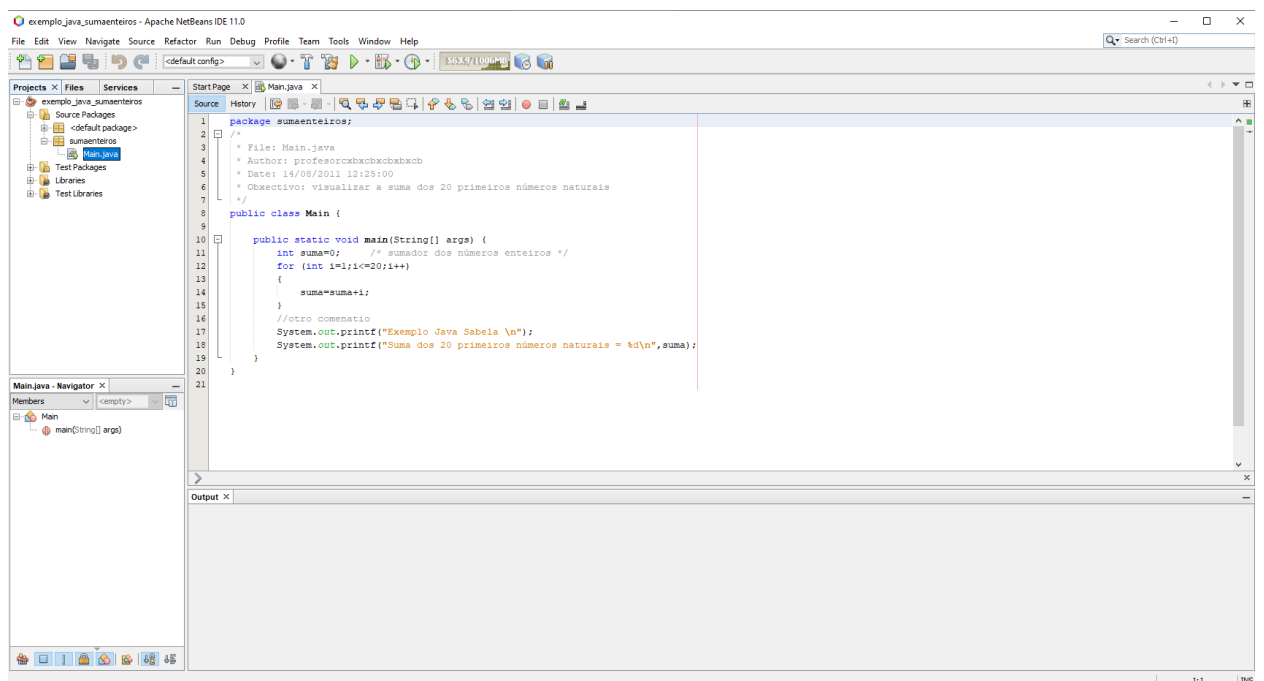 exemplo_java_sumaenteiros - Apache NetBeans IDE 11.0
File Edit View Navigate Source Refactor Run Debug Profile Team Tools Window Help
Search (Ctrl+I)
<default config>
563.9/1006MB
Projects Files Services
exemplo_java_sumaenteiros
Source Packages
<default package>
sumaenteiros
Main.java
Test Packages
Libraries
Test Libraries
Start Page Main.java
Source History
1 package sumaenteiros;
2 /*
3 * File: Main.java
4 * Author: profesorcxbxcbxcbxbxcb
5 * Date: 14/08/2011 12:25:00
6 * Obxectivo: visualizar a suma dos 20 primeiros números naturais
7 */
8 public class Main {
9
10 public static void main(String[] args) {
11 int suma=0; /* sumador dos números enteiros */
12 for (int i=1;i<=20;i++)
13 {
14 suma=suma+i;
15 }
16 //otro comenatio
17 System.out.printf("Exemplo Java Sabela \n");
18 System.out.printf("Suma dos 20 primeiros números naturais = %d\n",suma);
19 }
20 }
21
Main.java - Navigator
Members <empty>
Main
main(String[] args)
Output
1:1 INS